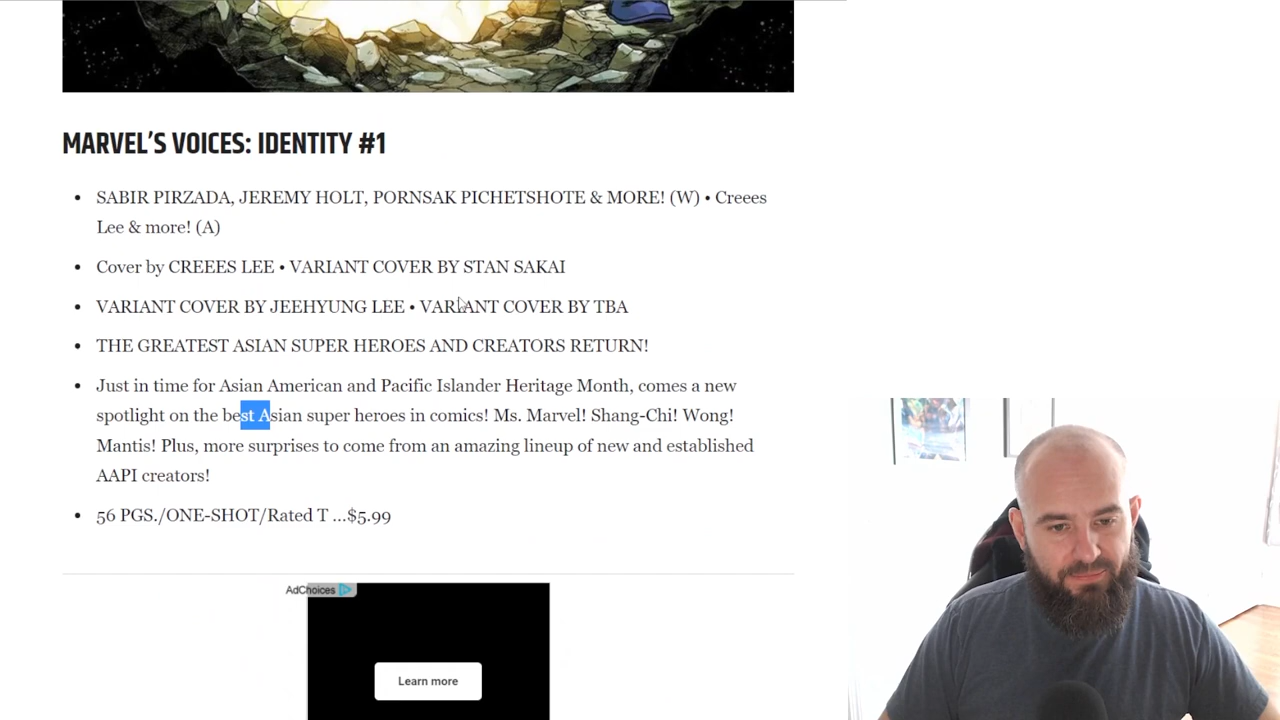 MARVEL’S VOICES: IDENTITY #1
• SABIR PIRZADA, JEREMY HOLT, PORNSAK PICHETSHOTE & MORE! (W) • Creees
Lee & more! (A)
• Cover by CREEES LEE • VARIANT COVER BY STAN SAKAI
• VARIANT COVER BY JEEHYUNG LEE • VARIANT COVER BY TBA
• THE GREATEST ASIAN SUPER HEROES AND CREATORS RETURN!
• Just in time for Asian American and Pacific Islander Heritage Month, comes a new
spotlight on the best Asian super heroes in comics! Ms. Marvel! Shang-Chi! Wong!
Mantis! Plus, more surprises to come from an amazing lineup of new and established
AAPI creators!
• 56 PGS./ONE-SHOT/Rated T …$5.99
AdChoices
Learn more